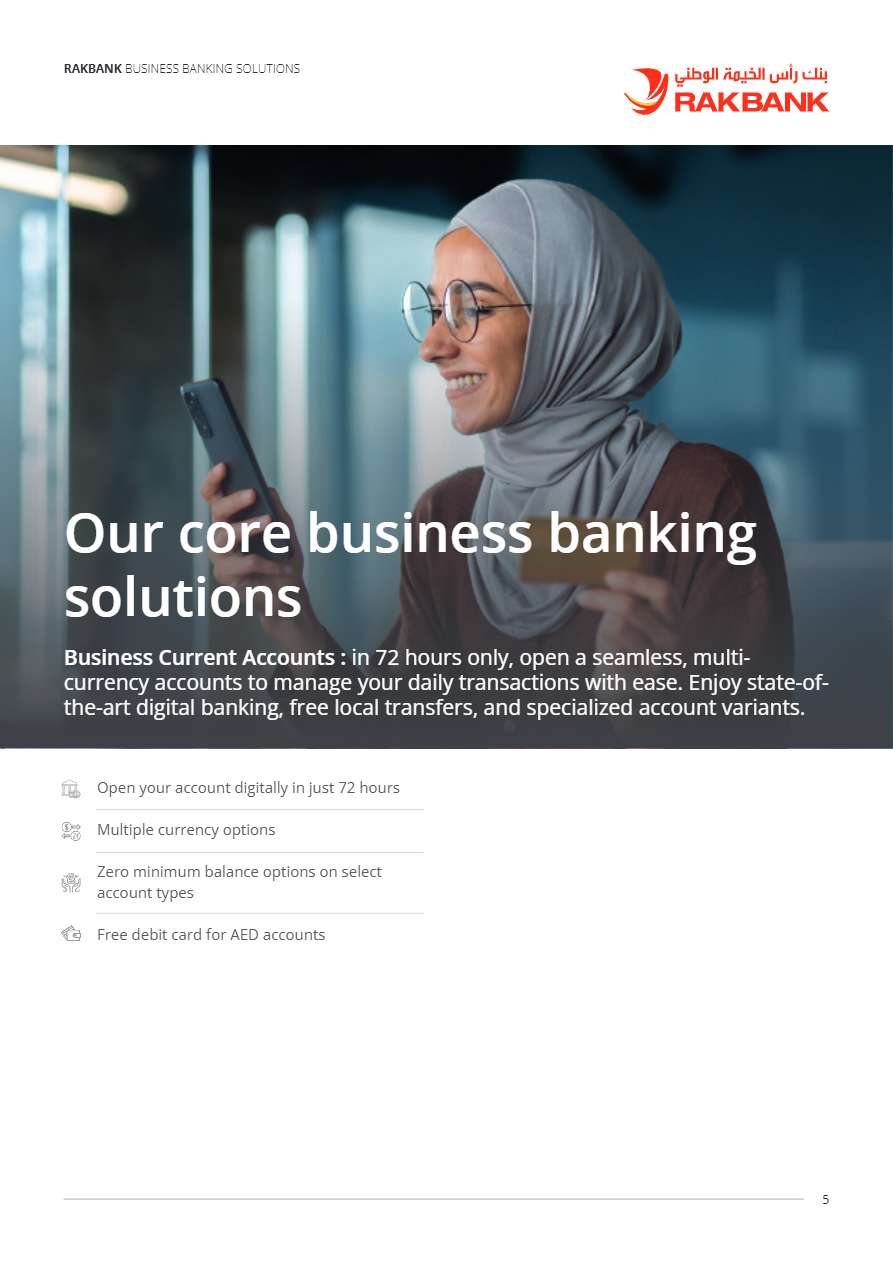 RAKBANK BUSINESS BANKING SOLUTIONS
بنك رأس الخيمة الوطني
RAKBANK
Our core business banking
solutions
Business Current Accounts : in 72 hours only, open a seamless, multi-
currency accounts to manage your daily transactions with ease. Enjoy state-of-
the-art digital banking, free local transfers, and specialized account variants.
Open your account digitally in just 72 hours
Multiple currency options
Zero minimum balance options on select
account types
Free debit card for AED accounts
5